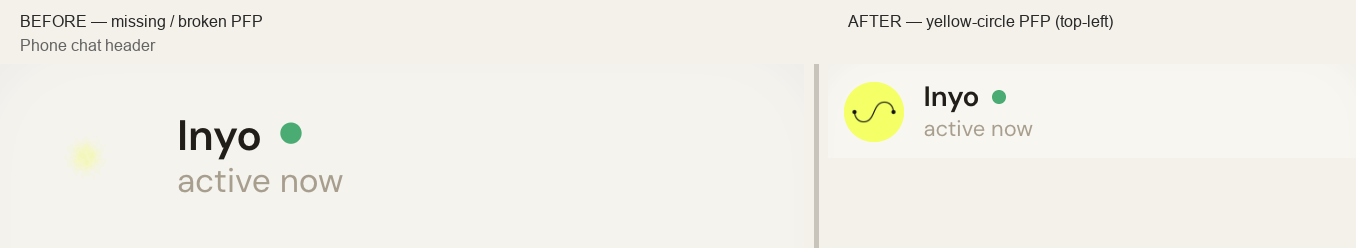 BEFORE — missing / broken PFP
Phone chat header
Inyo
active now
AFTER — yellow-circle PFP (top-left)
Inyo
active now